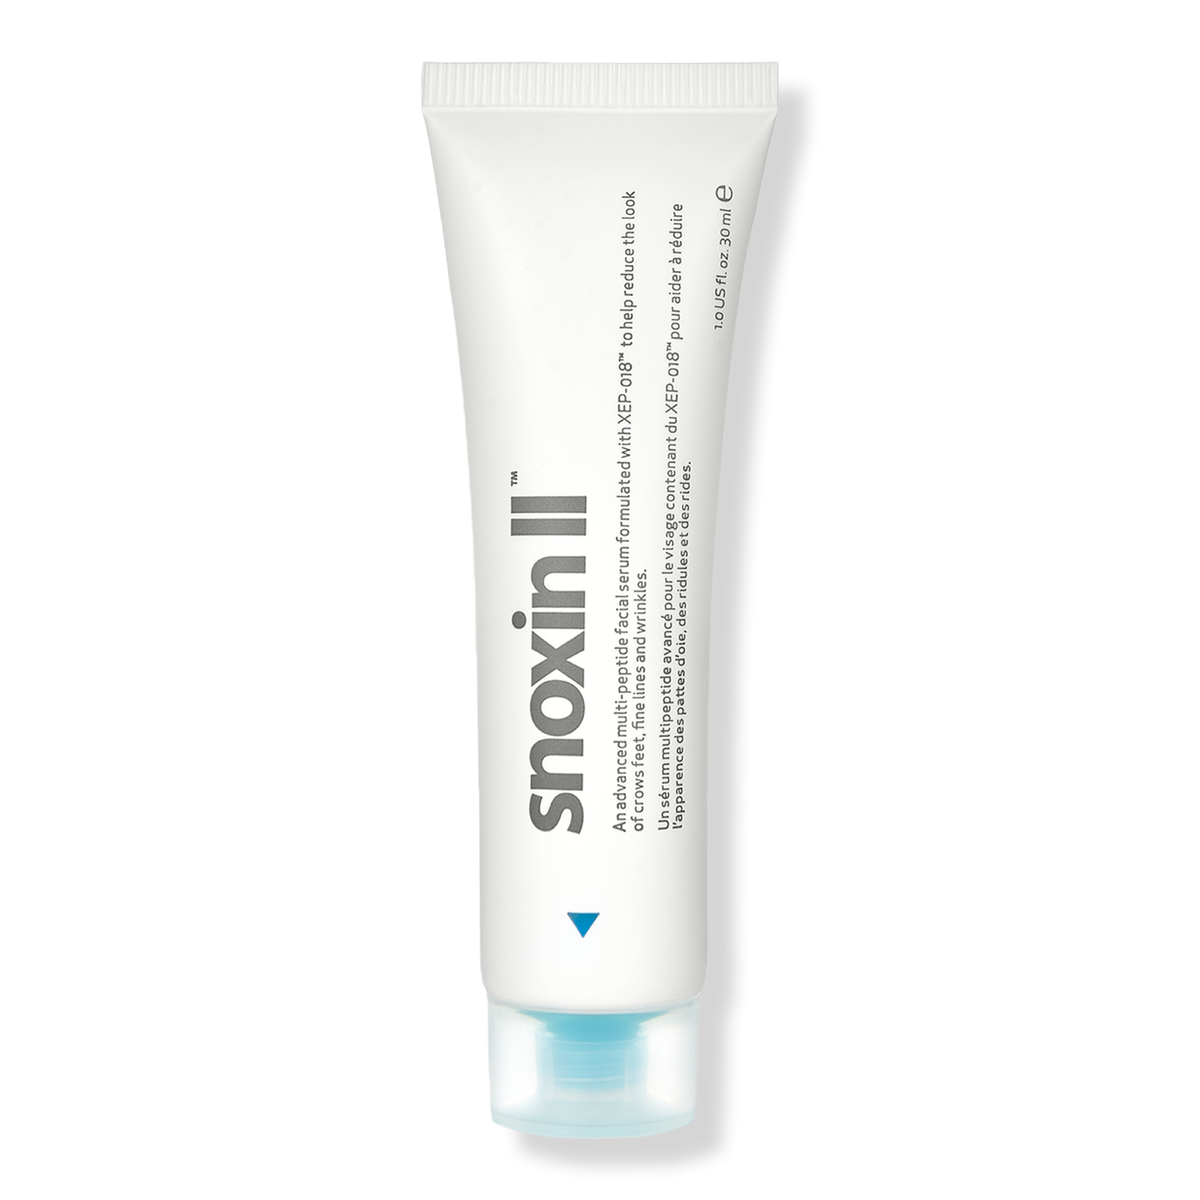 snoxin II™
An advanced multi-peptide facial serum formulated with XEP-018™ to help reduce the look
of crows feet, fine lines and wrinkles.
Un sérum multipeptide avancé pour le visage contenant du XEP-018™ pour aider à réduire
l'apparence des pattes d'oie, des ridules et des rides.
1.0 US fl. oz. 30 ml ℮